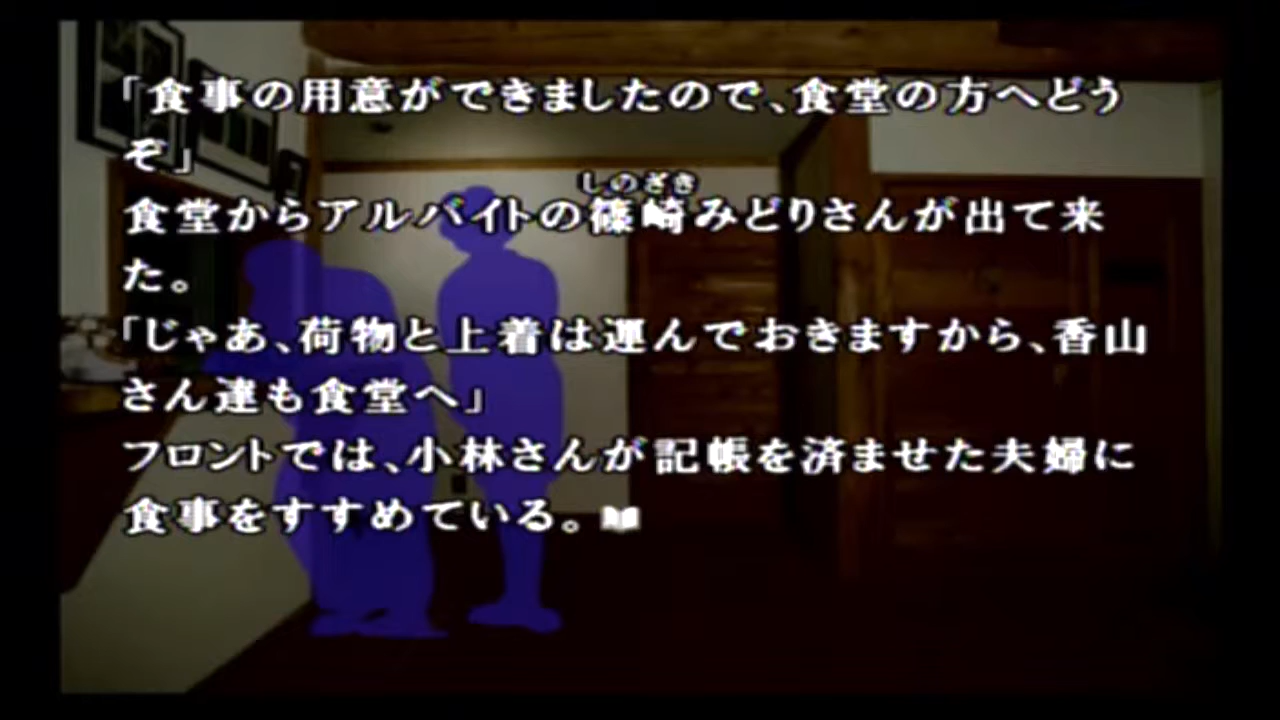 「食事の用意ができましたので、食堂の方へどう
ぞ」
しのざき
食堂からアルバイトの篠崎みどりさんが出て来
た。
「じゃあ、荷物と上着は運んでおきますから、香山
さん達も食堂へ」
フロントでは、小林さんが記帳を済ませた夫婦に
食事をすすめている。